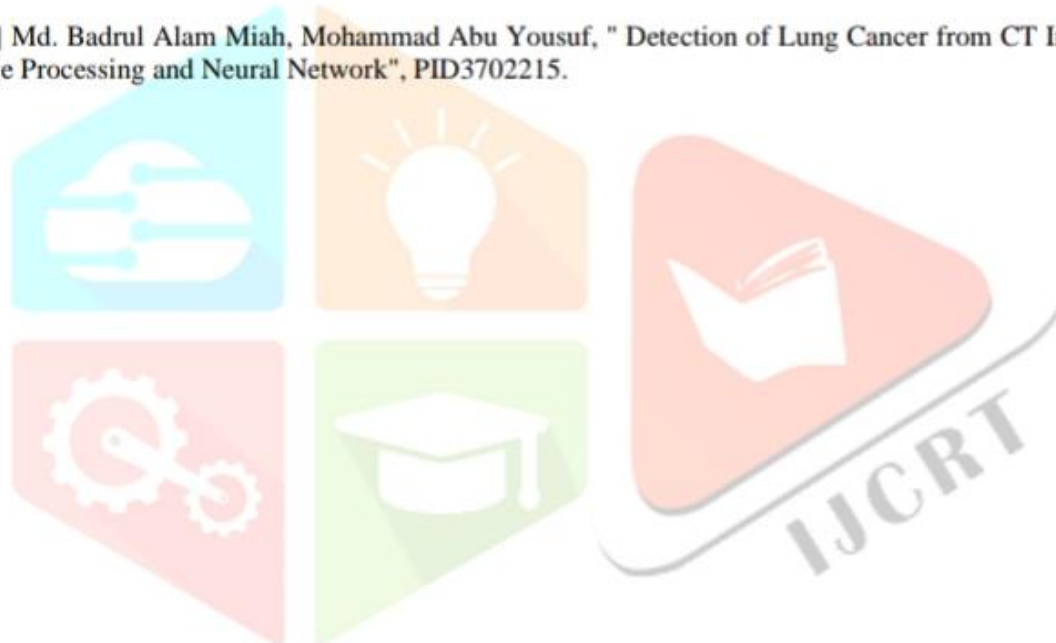 ] Md. Badrul Alam Miah, Mohammad Abu Yousuf, " Detection of Lung Cancer from CT
e Processing and Neural Network", PID3702215.
IJCRT